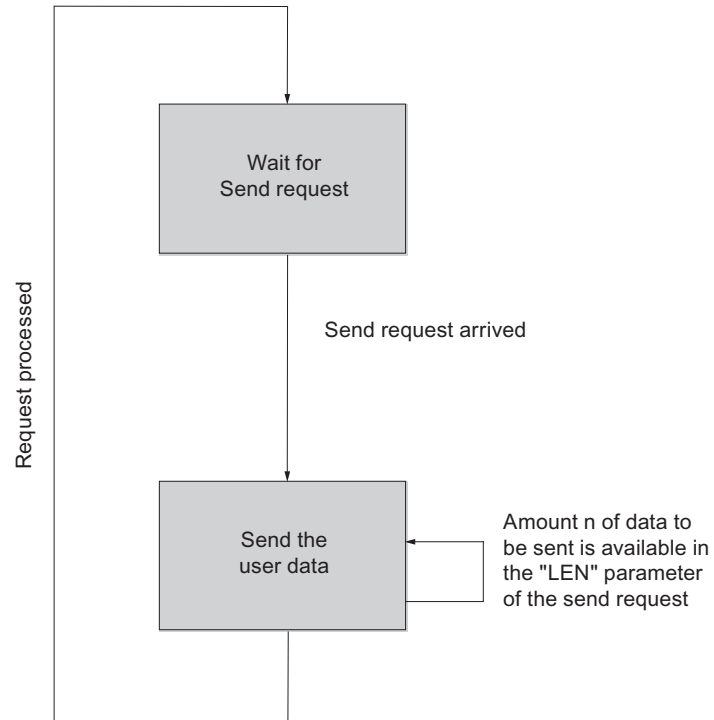 Wait for
Send request
Request processed
Send request arrived
Send the
user data
Amount n of data to
be sent is available in
the "LEN" parameter
of the send request